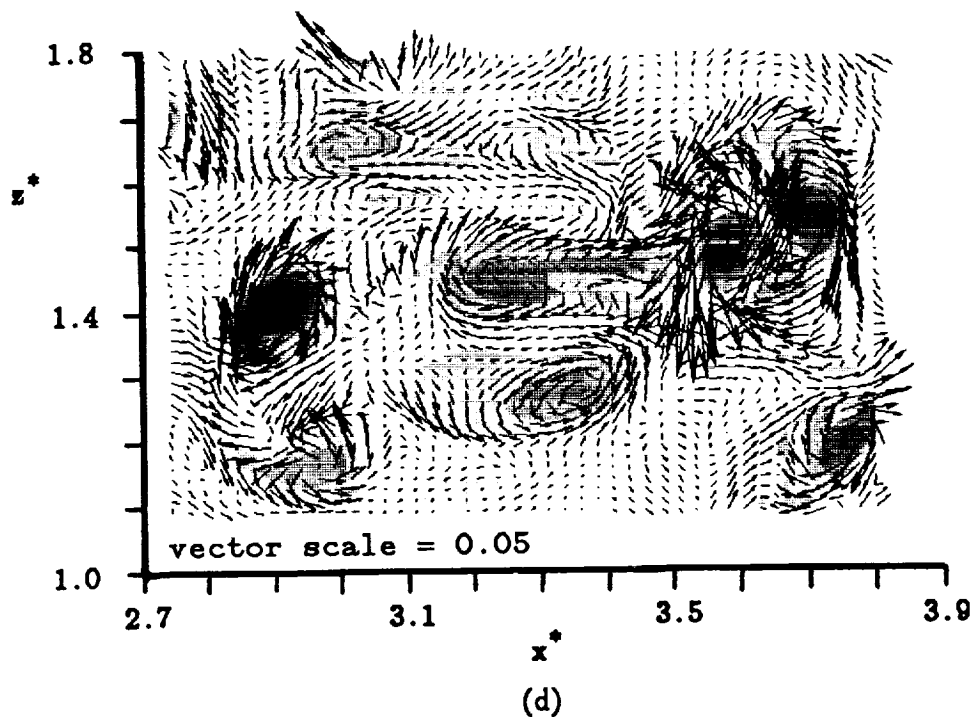 1.8
z*
1.4
1.0
vector scale = 0.05
2.7 3.1 3.5 3.9
x*
(d)